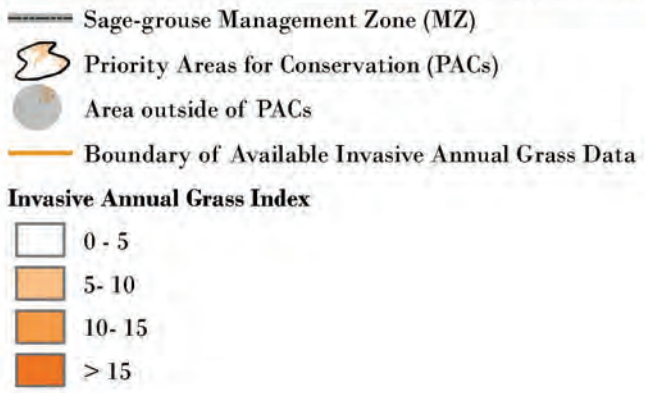 Sage-grouse Management Zone (MZ)
Priority Areas for Conservation (PACs)
Area outside of PACs
Boundary of Available Invasive Annual Grass Data
Invasive Annual Grass Index
0 - 5
5- 10
10- 15
> 15